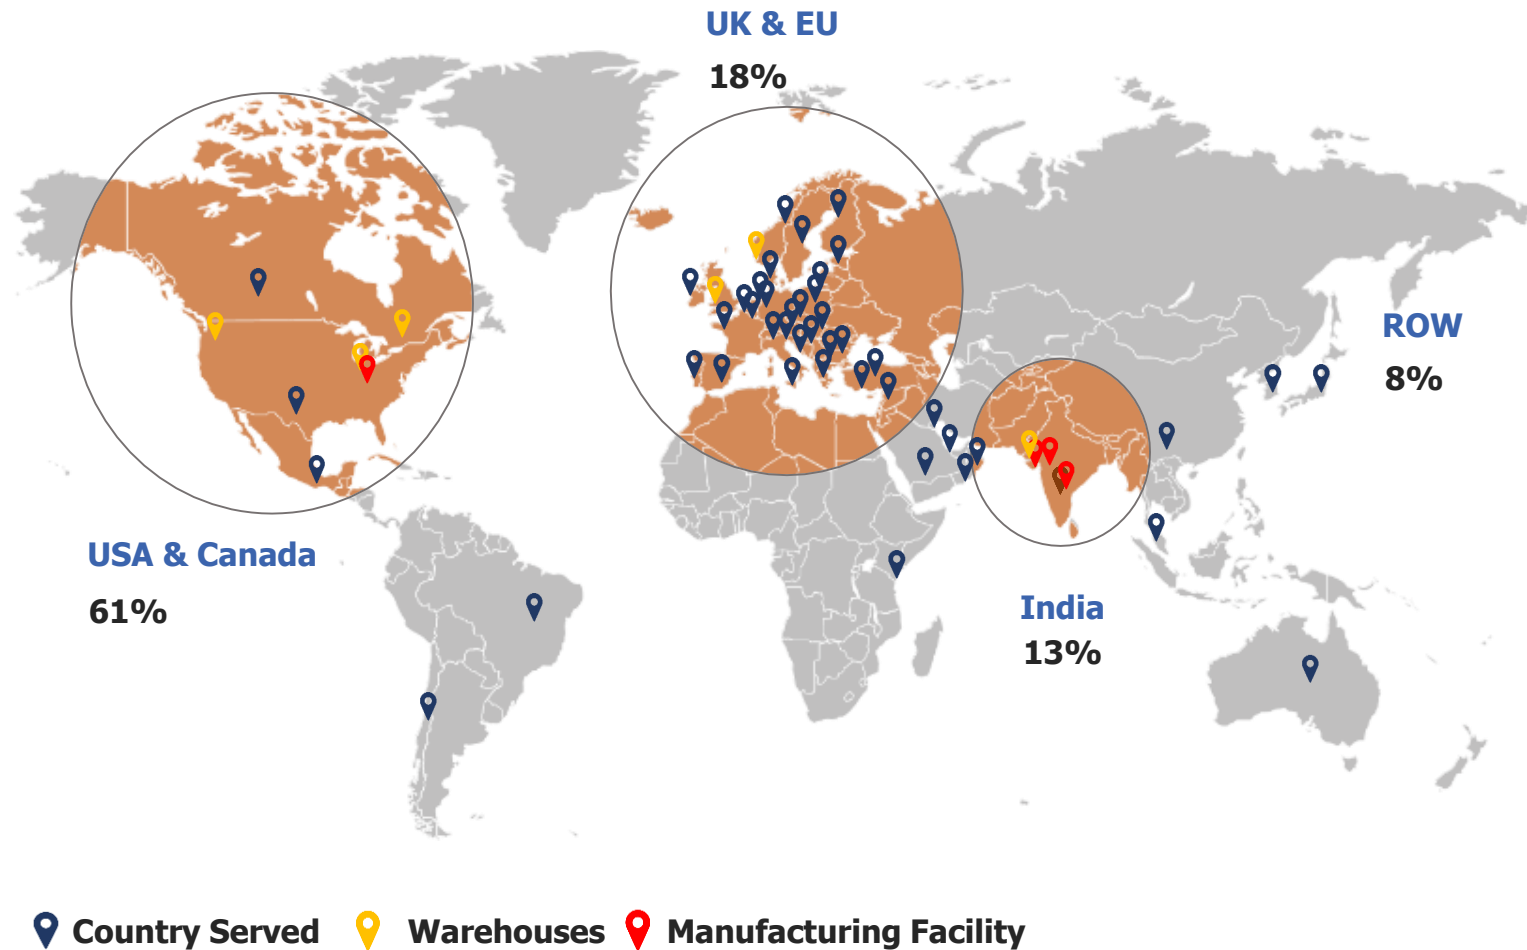 UK & EU
18%
ROW
8%
USA & Canada
61%
India
13%
Country Served
Warehouses
Manufacturing Facility